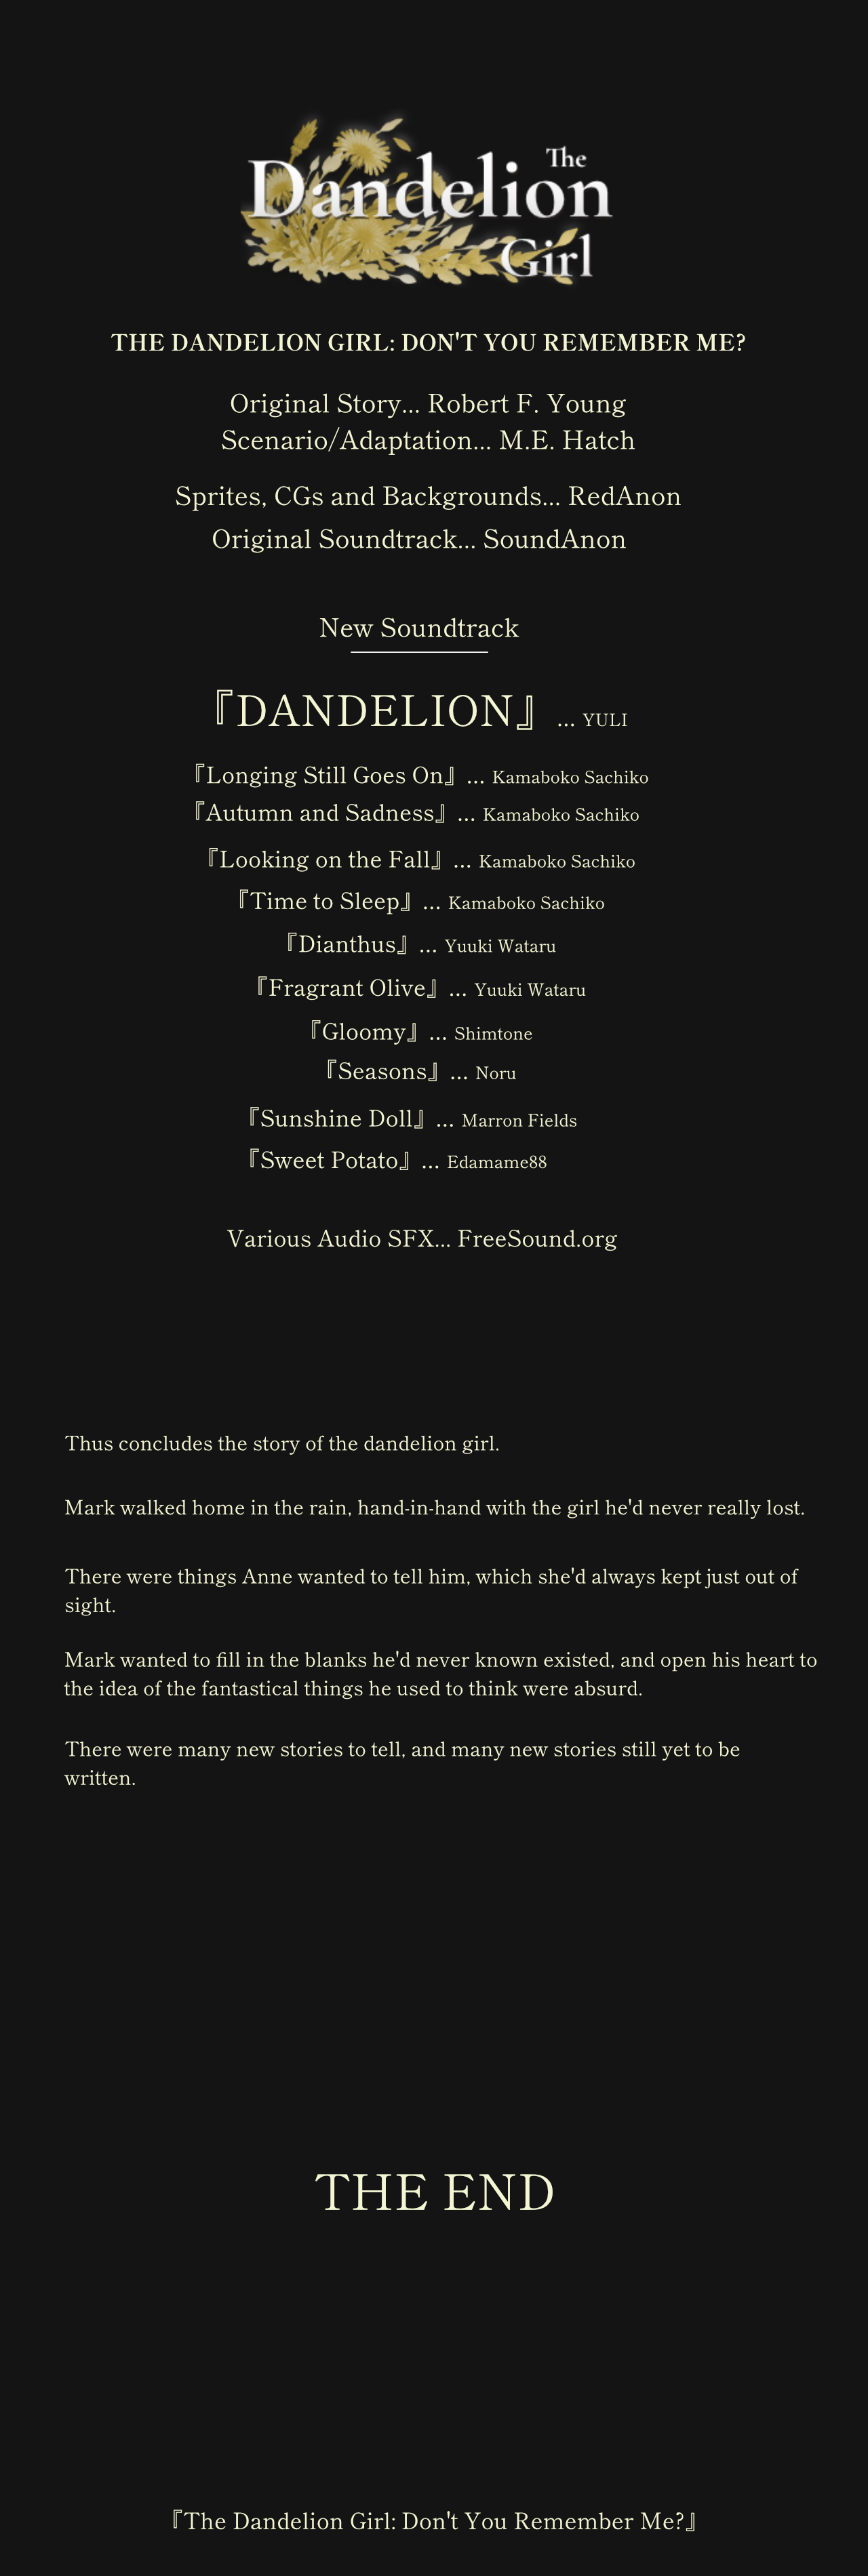 The
Dandelion
Girl
THE DANDELION GIRL: DON'T YOU REMEMBER ME?
Original Story... Robert F. Young
Scenario/Adaptation... M.E. Hatch
Sprites, CGs and Backgrounds... RedAnon
Original Soundtrack... SoundAnon
New Soundtrack
『DANDELION』... YULI
『Longing Still Goes On』... Kamaboko Sachiko
『Autumn and Sadness』... Kamaboko Sachiko
『Looking on the Fall』... Kamaboko Sachiko
『Time to Sleep』... Kamaboko Sachiko
『Dianthus』... Yuuki Wataru
『Fragrant Olive』... Yuuki Wataru
『Gloomy』... Shimtone
『Seasons』... Noru
『Sunshine Doll』... Marron Fields
『Sweet Potato』... Edamame88
Various Audio SFX... FreeSound.org
Thus concludes the story of the dandelion girl.
Mark walked home in the rain, hand-in-hand with the girl he'd never really lost.
There were things Anne wanted to tell him, which she'd always kept just out of
sight.
Mark wanted to fill in the blanks he'd never known existed, and open his heart to
the idea of the fantastical things he used to think were absurd.
There were many new stories to tell, and many new stories still yet to be
written.
THE END
『The Dandelion Girl: Don't You Remember Me?』